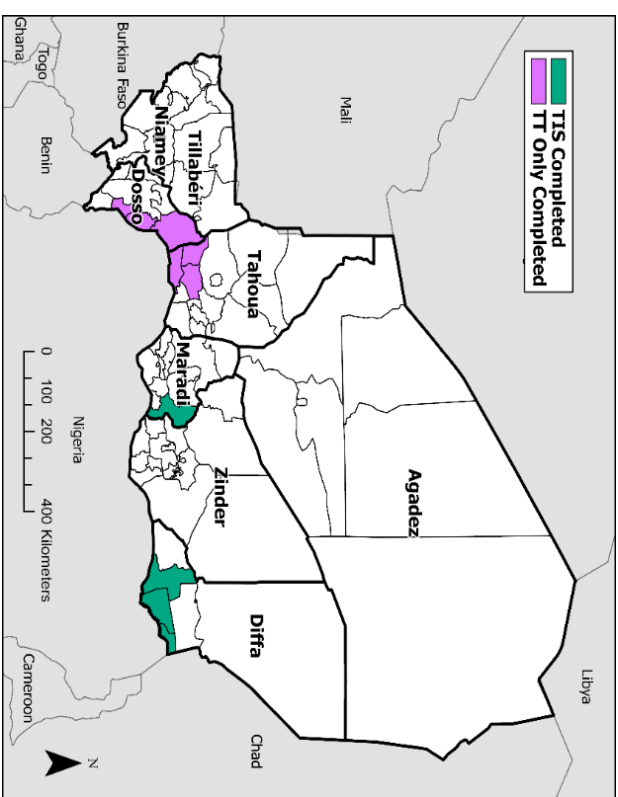 TIS Completed
TT Only Completed
Libya
Mali
Agadez
Chad
Tahoua
Diffa
Tillabéri
Zinder
Niamey
Maradi
Dosso
Burkina Faso
Benin
Togo
Ghana
Nigeria
Cameroon
0 100 200 400 Kilometers
N